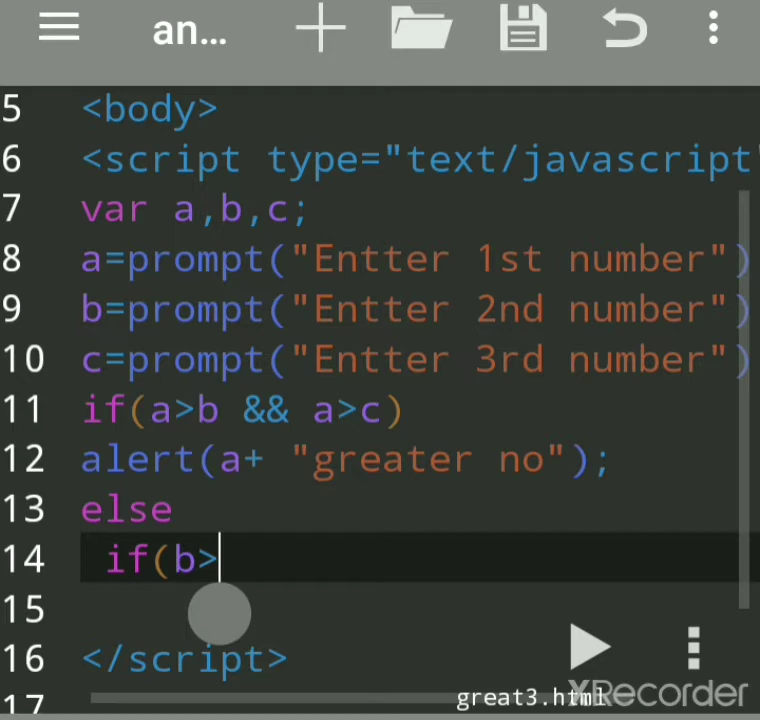 an...
5 <body>
6 <script type="text/javascript"
7 var a,b,c;
8 a=prompt("Entter 1st number")
9 b=prompt("Entter 2nd number")
10 c=prompt("Entter 3rd number")
11 if(a>b && a>c)
12 alert(a+ "greater no");
13 else
14 if(b>
15
16 </script>
17
great3.html
XRecorder